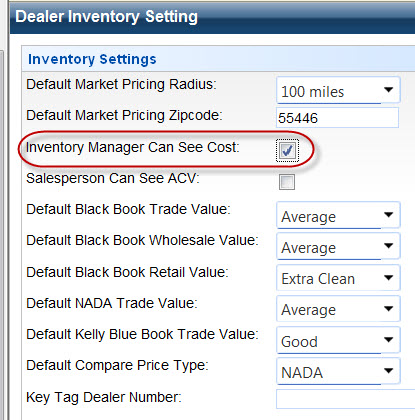 Dealer Inventory Setting
Inventory Settings
Default Market Pricing Radius: 100 miles
Default Market Pricing Zipcode: 55446
Inventory Manager Can See Cost:
Salesperson Can See ACV:
Default Black Book Trade Value: Average
Default Black Book Wholesale Value: Average
Default Black Book Retail Value: Extra Clean
Default NADA Trade Value: Average
Default Kelly Blue Book Trade Value: Good
Default Compare Price Type: NADA
Key Tag Dealer Number: